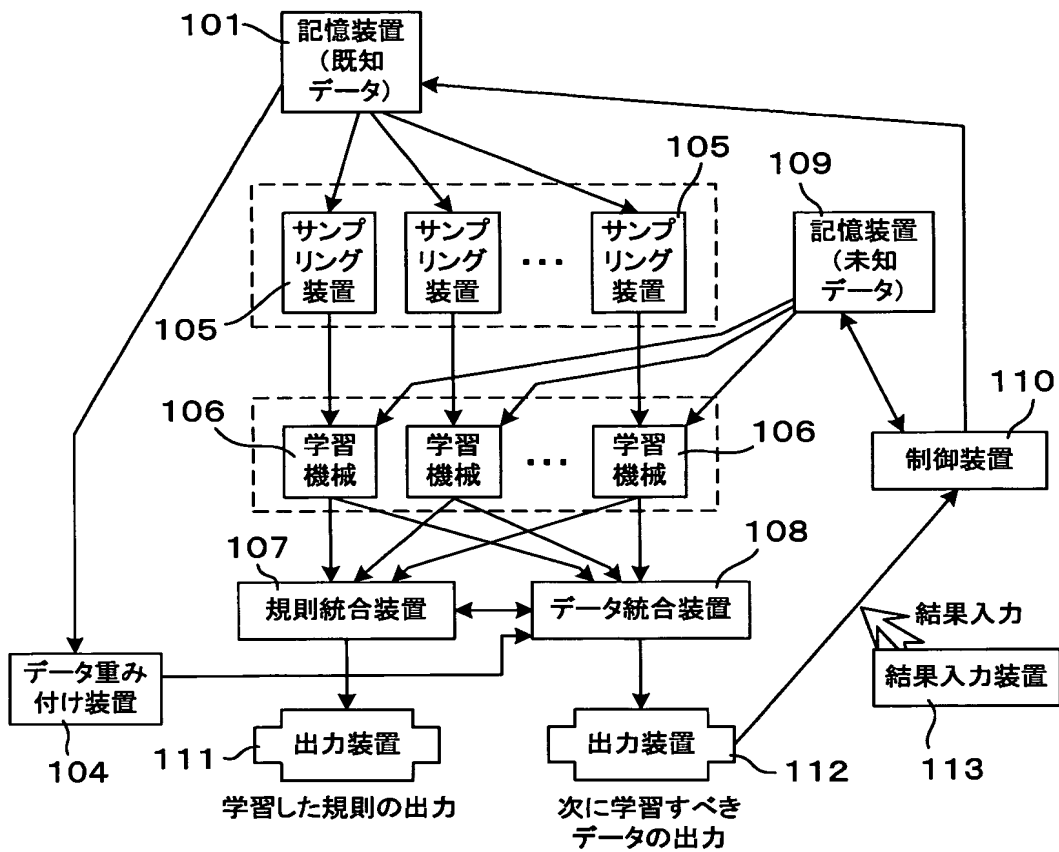 101
記憶装置
(既知
データ)
105
109
サンプ
リング
装置
サンプ
リング
装置
...
サンプ
リング
装置
記憶装置
(未知
データ)
105
110
106
学習
機械
学習
機械
...
学習
機械
106
制御装置
107
108
規則統合装置
データ統合装置
結果入力
データ重み
付け装置
結果入力装置
104
111
出力装置
出力装置
112
113
学習した規則の出力
次に学習すべき
データの出力